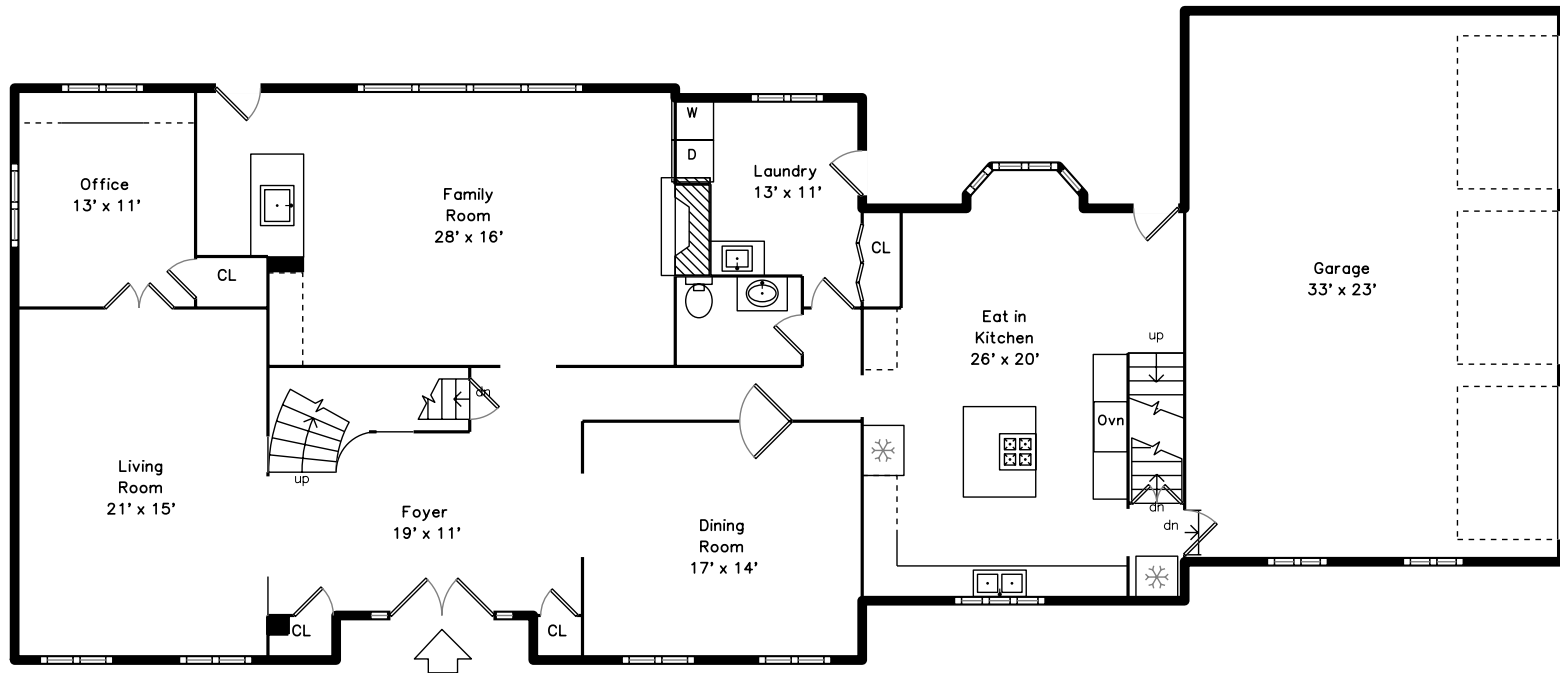 W
D
Office
13' x 11'
Family
Room
28' x 16'
Laundry
13' x 11'
CL
CL
Garage
33' x 23'
Eat in
Kitchen
26' x 20'
up
dn
Ovn
Living
Room
21' x 15'
up
Foyer
19' x 11'
Dining
Room
17' x 14'
dn
dn
CL
CL